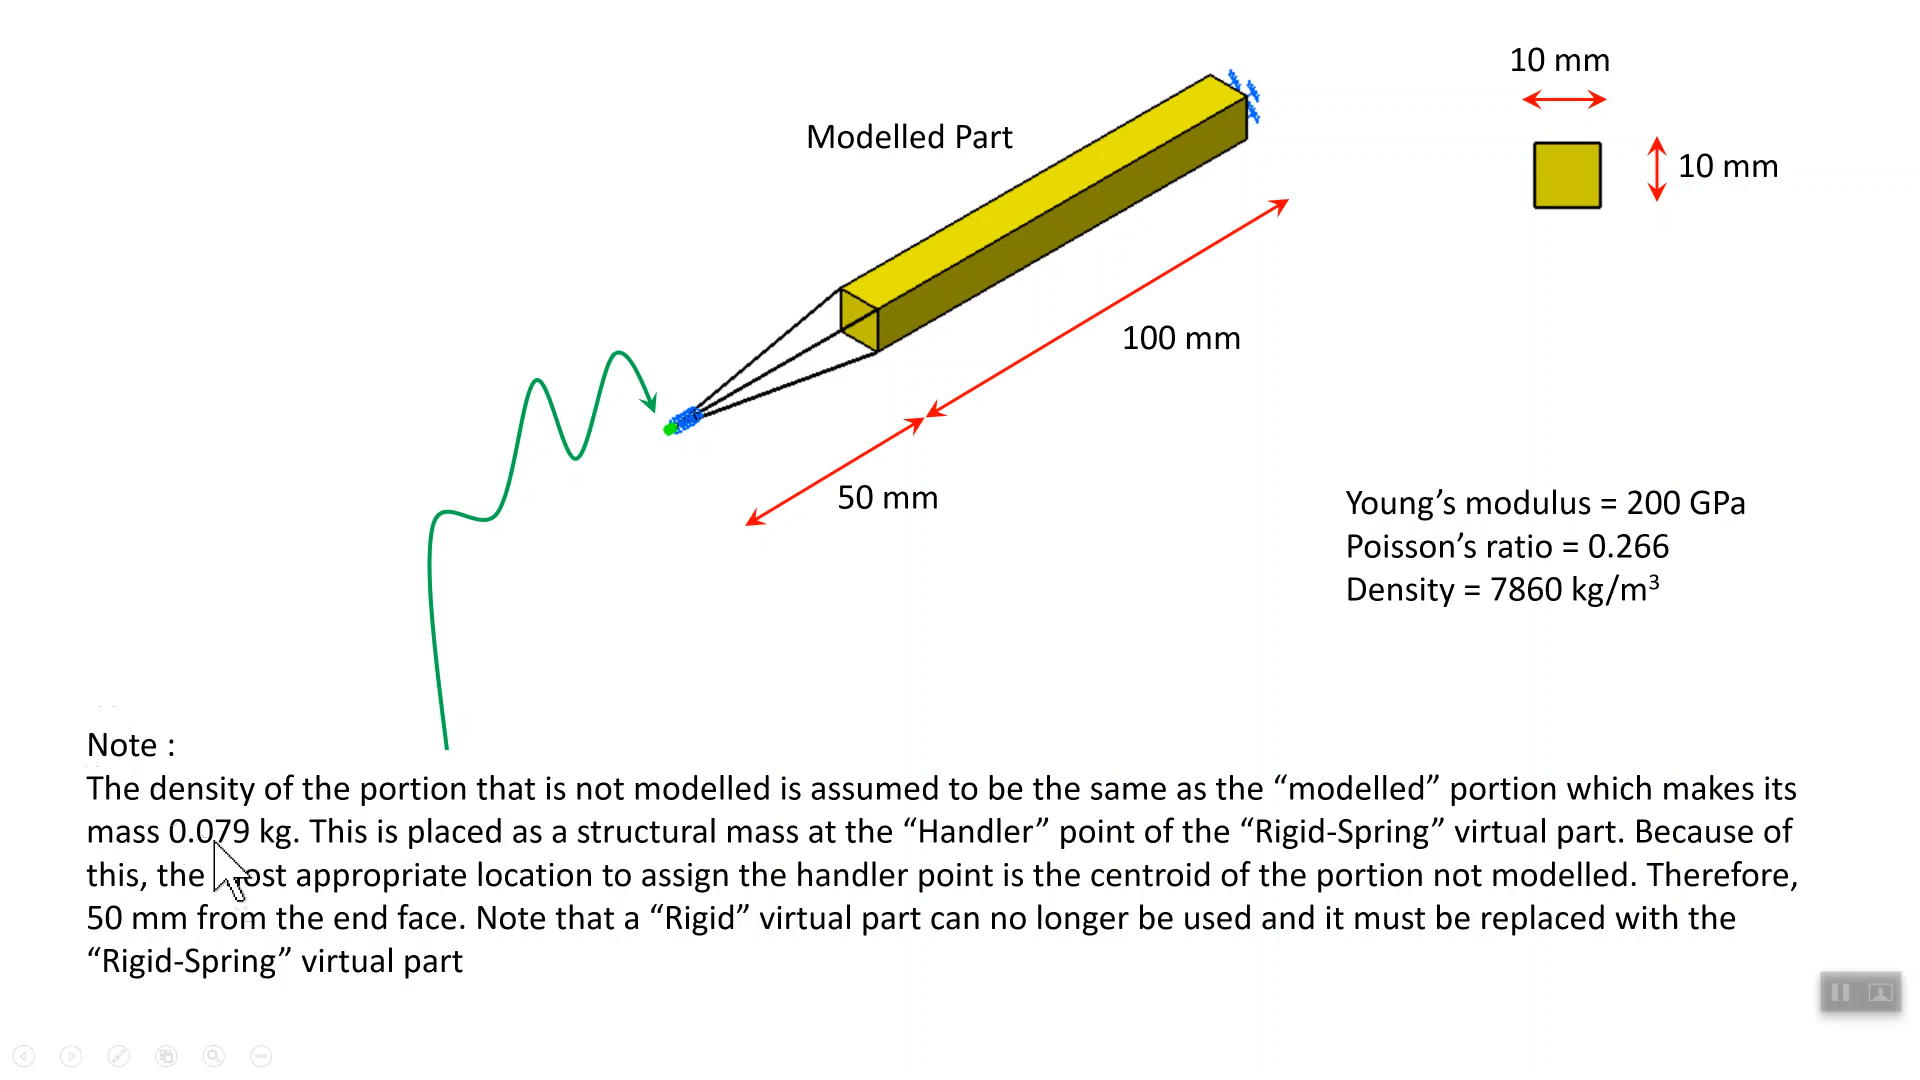 10 mm
Modelled Part
10 mm
100 mm
50 mm
Young’s modulus = 200 GPa
Poisson’s ratio = 0.266
Density = 7860 kg/m³
Note :
The density of the portion that is not modelled is assumed to be the same as the “modelled” portion which makes its
mass 0.079 kg. This is placed as a structural mass at the “Handler” point of the “Rigid-Spring” virtual part. Because of
this, the most appropriate location to assign the handler point is the centroid of the portion not modelled. Therefore,
50 mm from the end face. Note that a “Rigid” virtual part can no longer be used and it must be replaced with the
“Rigid-Spring” virtual part